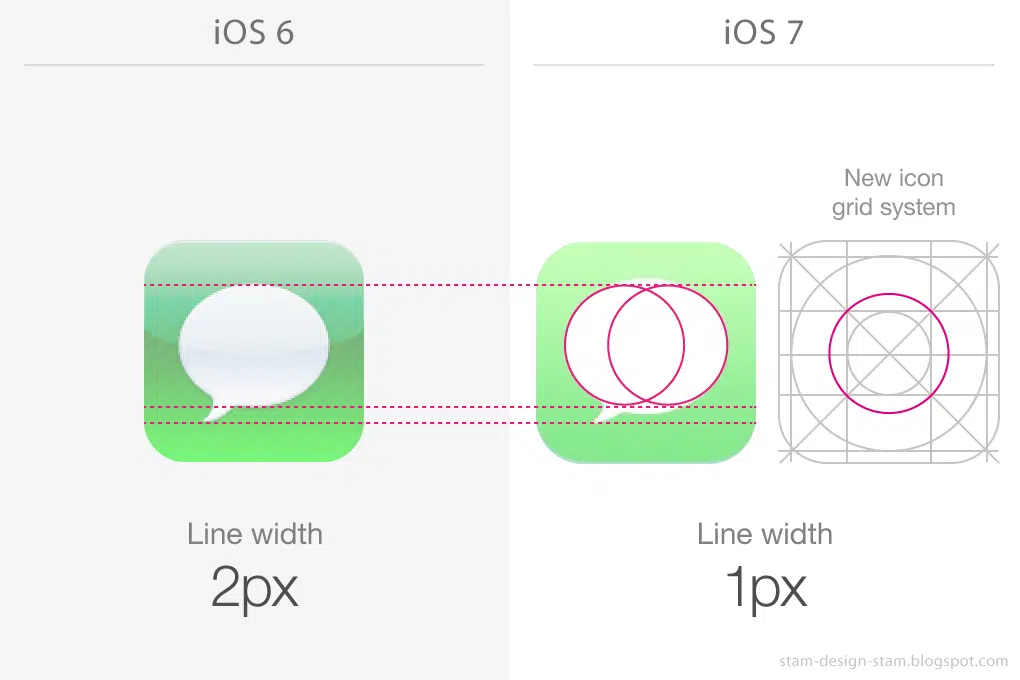 iOS 6
iOS 7
New icon
grid system
Line width
2px
Line width
1px
stam-design-stam.blogspot.com